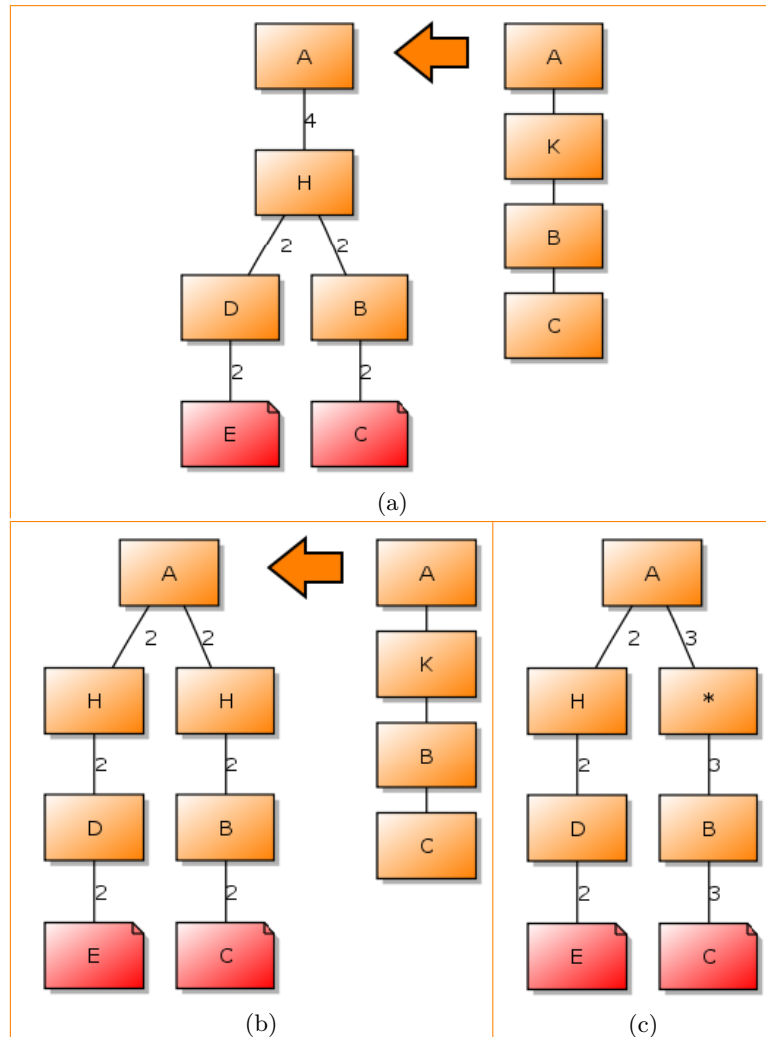 A A
4
K
H
2 2
B
D B
C
2 2
E C
(a)
A A A
2 2 2 3
H H K H *
2 2 2 3
B
D B D B
C
2 2 2 3
E C E C
(b) (c)